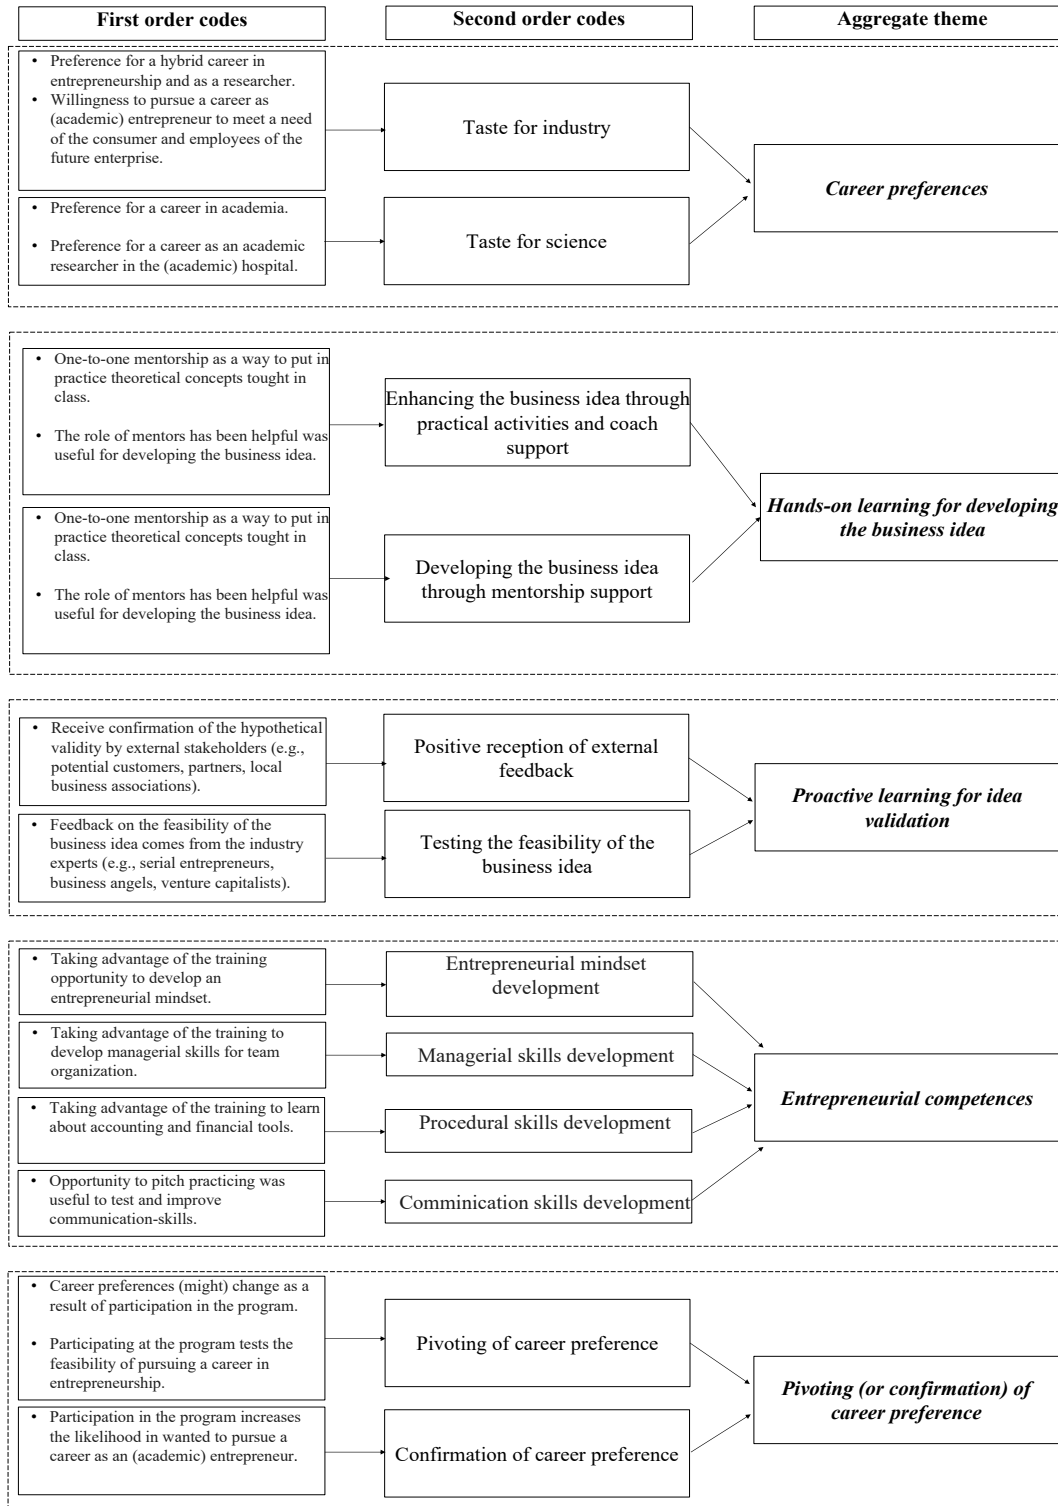 First order codes
Second order codes
Aggregate theme
• Preference for a hybrid career in
entrepreneurship and as a researcher.
• Willingness to pursue a career as
(academic) entrepreneur to meet a need
of the consumer and employees of the
future enterprise.
Taste for industry
• Preference for a career in academia.
• Preference for a career as an academic
researcher in the (academic) hospital.
Taste for science
Career preferences
• One-to-one mentorship as a way to put in
practice theoretical concepts tought in
class.
• The role of mentors has been helpful was
useful for developing the business idea.
Enhancing the business idea through
practical activities and coach
support
• One-to-one mentorship as a way to put in
practice theoretical concepts tought in
class.
• The role of mentors has been helpful was
useful for developing the business idea.
Developing the business idea
through mentorship support
Hands-on learning for developing
the business idea
• Receive confirmation of the hypothetical
validity by external stakeholders (e.g.,
potential customers, partners, local
business associations).
Positive reception of external
feedback
• Feedback on the feasibility of the
business idea comes from the industry
experts (e.g., serial entrepreneurs,
business angels, venture capitalists).
Testing the feasibility of the
business idea
Proactive learning for idea
validation
• Taking advantage of the training
opportunity to develop an
entrepreneurial mindset.
Entrepreneurial mindset
development
• Taking advantage of the training to
develop managerial skills for team
organization.
Managerial skills development
• Taking advantage of the training to learn
about accounting and financial tools.
Procedural skills development
• Opportunity to pitch practicing was
useful to test and improve
communication-skills.
Comminication skills development
Entrepreneurial competences
• Career preferences (might) change as a
result of participation in the program.
• Participating at the program tests the
feasibility of pursuing a career in
entrepreneurship.
Pivoting of career preference
• Participation in the program increases
the likelihood in wanted to pursue a
career as an (academic) entrepreneur.
Confirmation of career preference
Pivoting (or confirmation) of
career preference